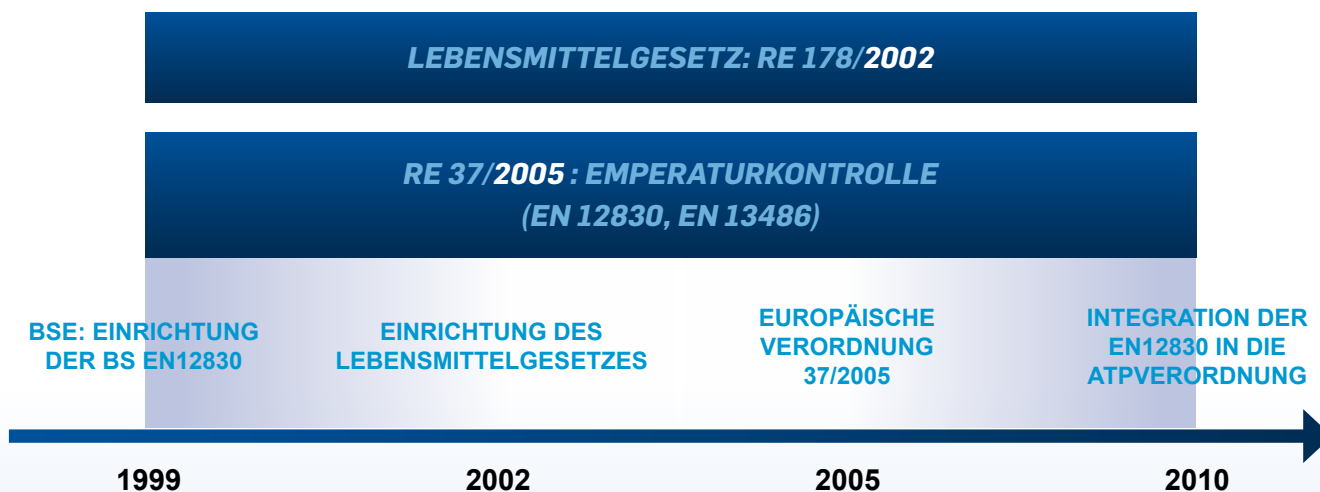 LEBENSMITTELGESETZ: RE 178/2002
RE 37/2005 : EMPERATURKONTROLLE
(EN 12830, EN 13486)
BSE: EINRICHTUNG
DER BS EN12830
EINRICHTUNG DES
LEBENSMITTELGESETZES
EUROPÄISCHE
VERORDNUNG
37/2005
INTEGRATION DER
EN12830 IN DIE
ATPVERORDNUNG
1999
2002
2005
2010